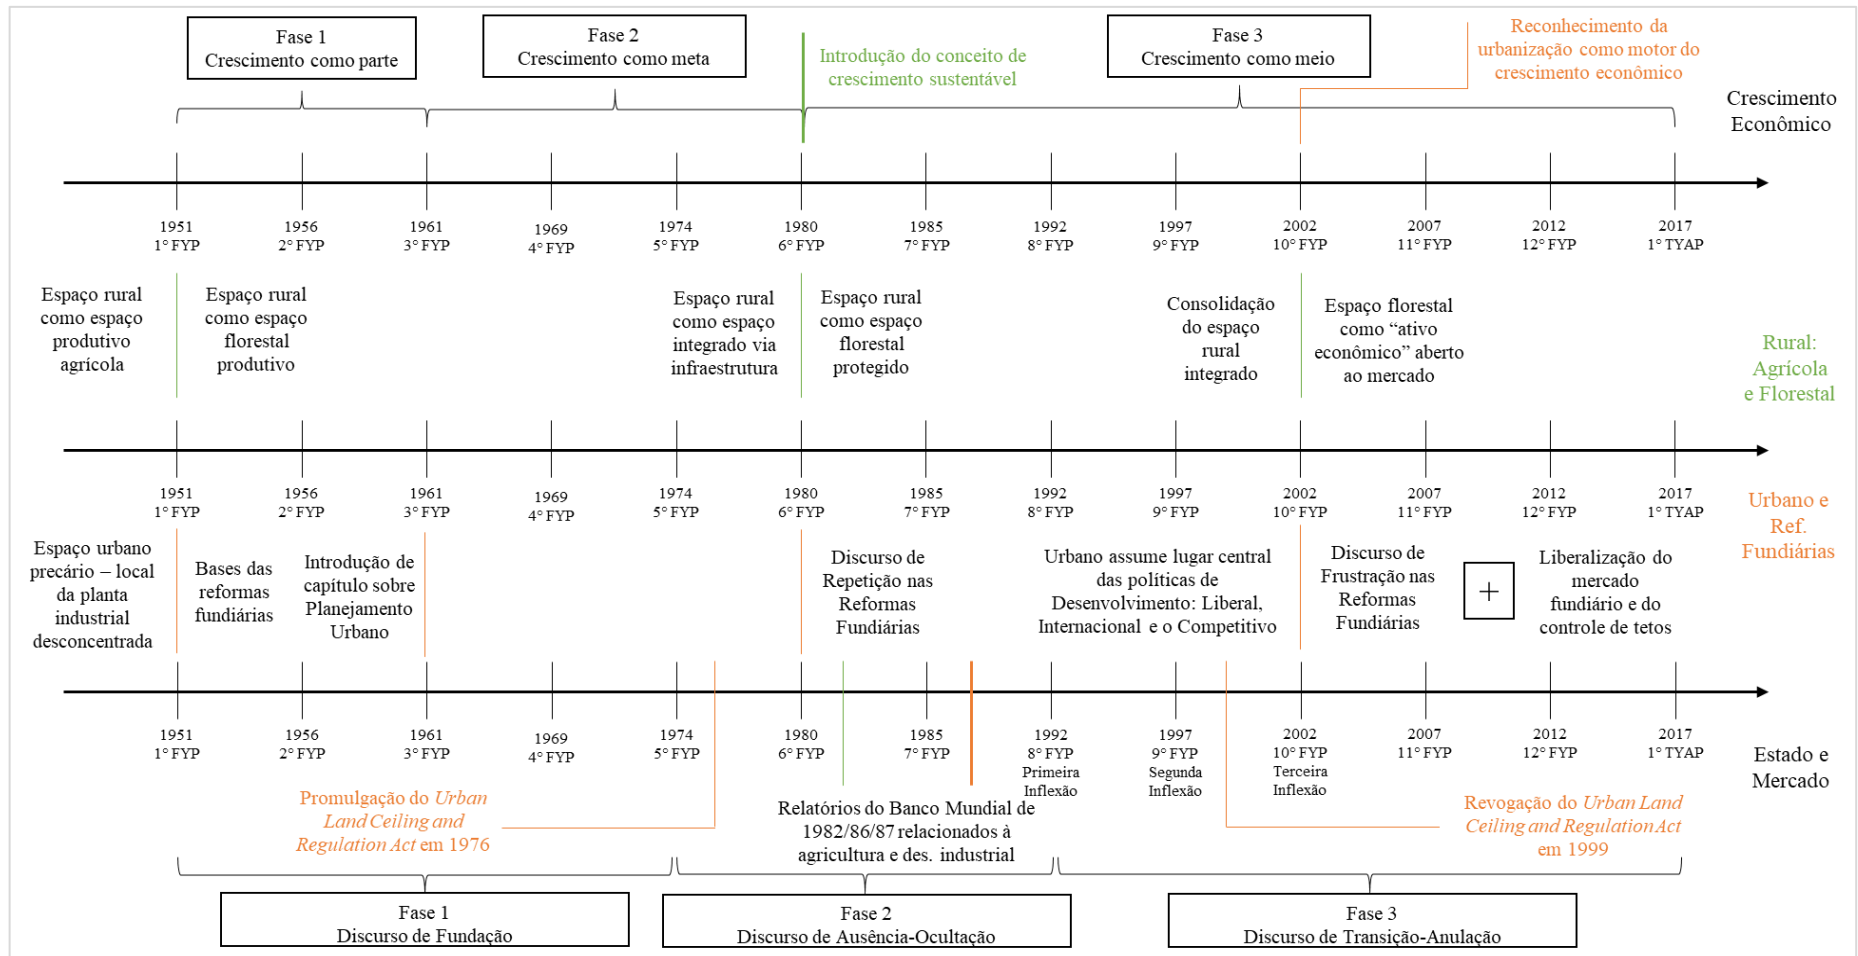 Fase 1
Crescimento como parte
Fase 2
Crescimento como meta
Introdução do conceito de
crescimento sustentável
Fase 3
Crescimento como meio
Reconhecimento da
urbanização como motor do
crescimento econômico
Crescimento
Econômico
1951
1° FYP
1956
2° FYP
1961
3° FYP
1969
4° FYP
1974
5° FYP
1980
6° FYP
1985
7° FYP
1992
8° FYP
1997
9° FYP
2002
10° FYP
2007
11° FYP
2012
12° FYP
2017
1° TYAP
Espaço rural
como espaço
produtivo
agrícola
Espaço rural
como espaço
florestal
produtivo
Espaço rural
como espaço
integrado via
infraestrutura
Espaço rural
como espaço
florestal
protegido
Consolidação
do espaço
rural
integrado
Espaço florestal
como “ativo
econômico” aberto
ao mercado
Rural:
Agrícola
e Florestal
1951
1° FYP
1956
2° FYP
1961
3° FYP
1969
4° FYP
1974
5° FYP
1980
6° FYP
1985
7° FYP
1992
8° FYP
1997
9° FYP
2002
10° FYP
2007
11° FYP
2012
12° FYP
2017
1° TYAP
Urbano e
Ref.
Fundiárias
Espaço urbano
precário – local
da planta
industrial
desconcentrada
Bases das
reformas
fundiárias
Introdução de
capítulo sobre
Planejamento
Urbano
Discurso de
Repetição nas
Reformas
Fundiárias
Urbano assume lugar central
das políticas de
Desenvolvimento: Liberal,
Internacional e o Competitivo
Discurso de
Frustração nas
Reformas
Fundiárias
+
Liberalização do
mercado
fundiário e do
controle de tetos
1951
1° FYP
1956
2° FYP
1961
3° FYP
1969
4° FYP
1974
5° FYP
1980
6° FYP
1985
7° FYP
1992
8° FYP
Primeira
Inflexão
1997
9° FYP
Segunda
Inflexão
2002
10° FYP
Terceira
Inflexão
2007
11° FYP
2012
12° FYP
2017
1° TYAP
Estado e
Mercado
Promulgação do Urban
Land Ceiling and
Regulation Act em 1976
Relatórios do Banco Mundial de
1982/86/87 relacionados à
agricultura e des. industrial
Revogação do Urban Land
Ceiling and Regulation Act
em 1999
Fase 1
Discurso de Fundação
Fase 2
Discurso de Ausência-Ocultação
Fase 3
Discurso de Transição-Anulação